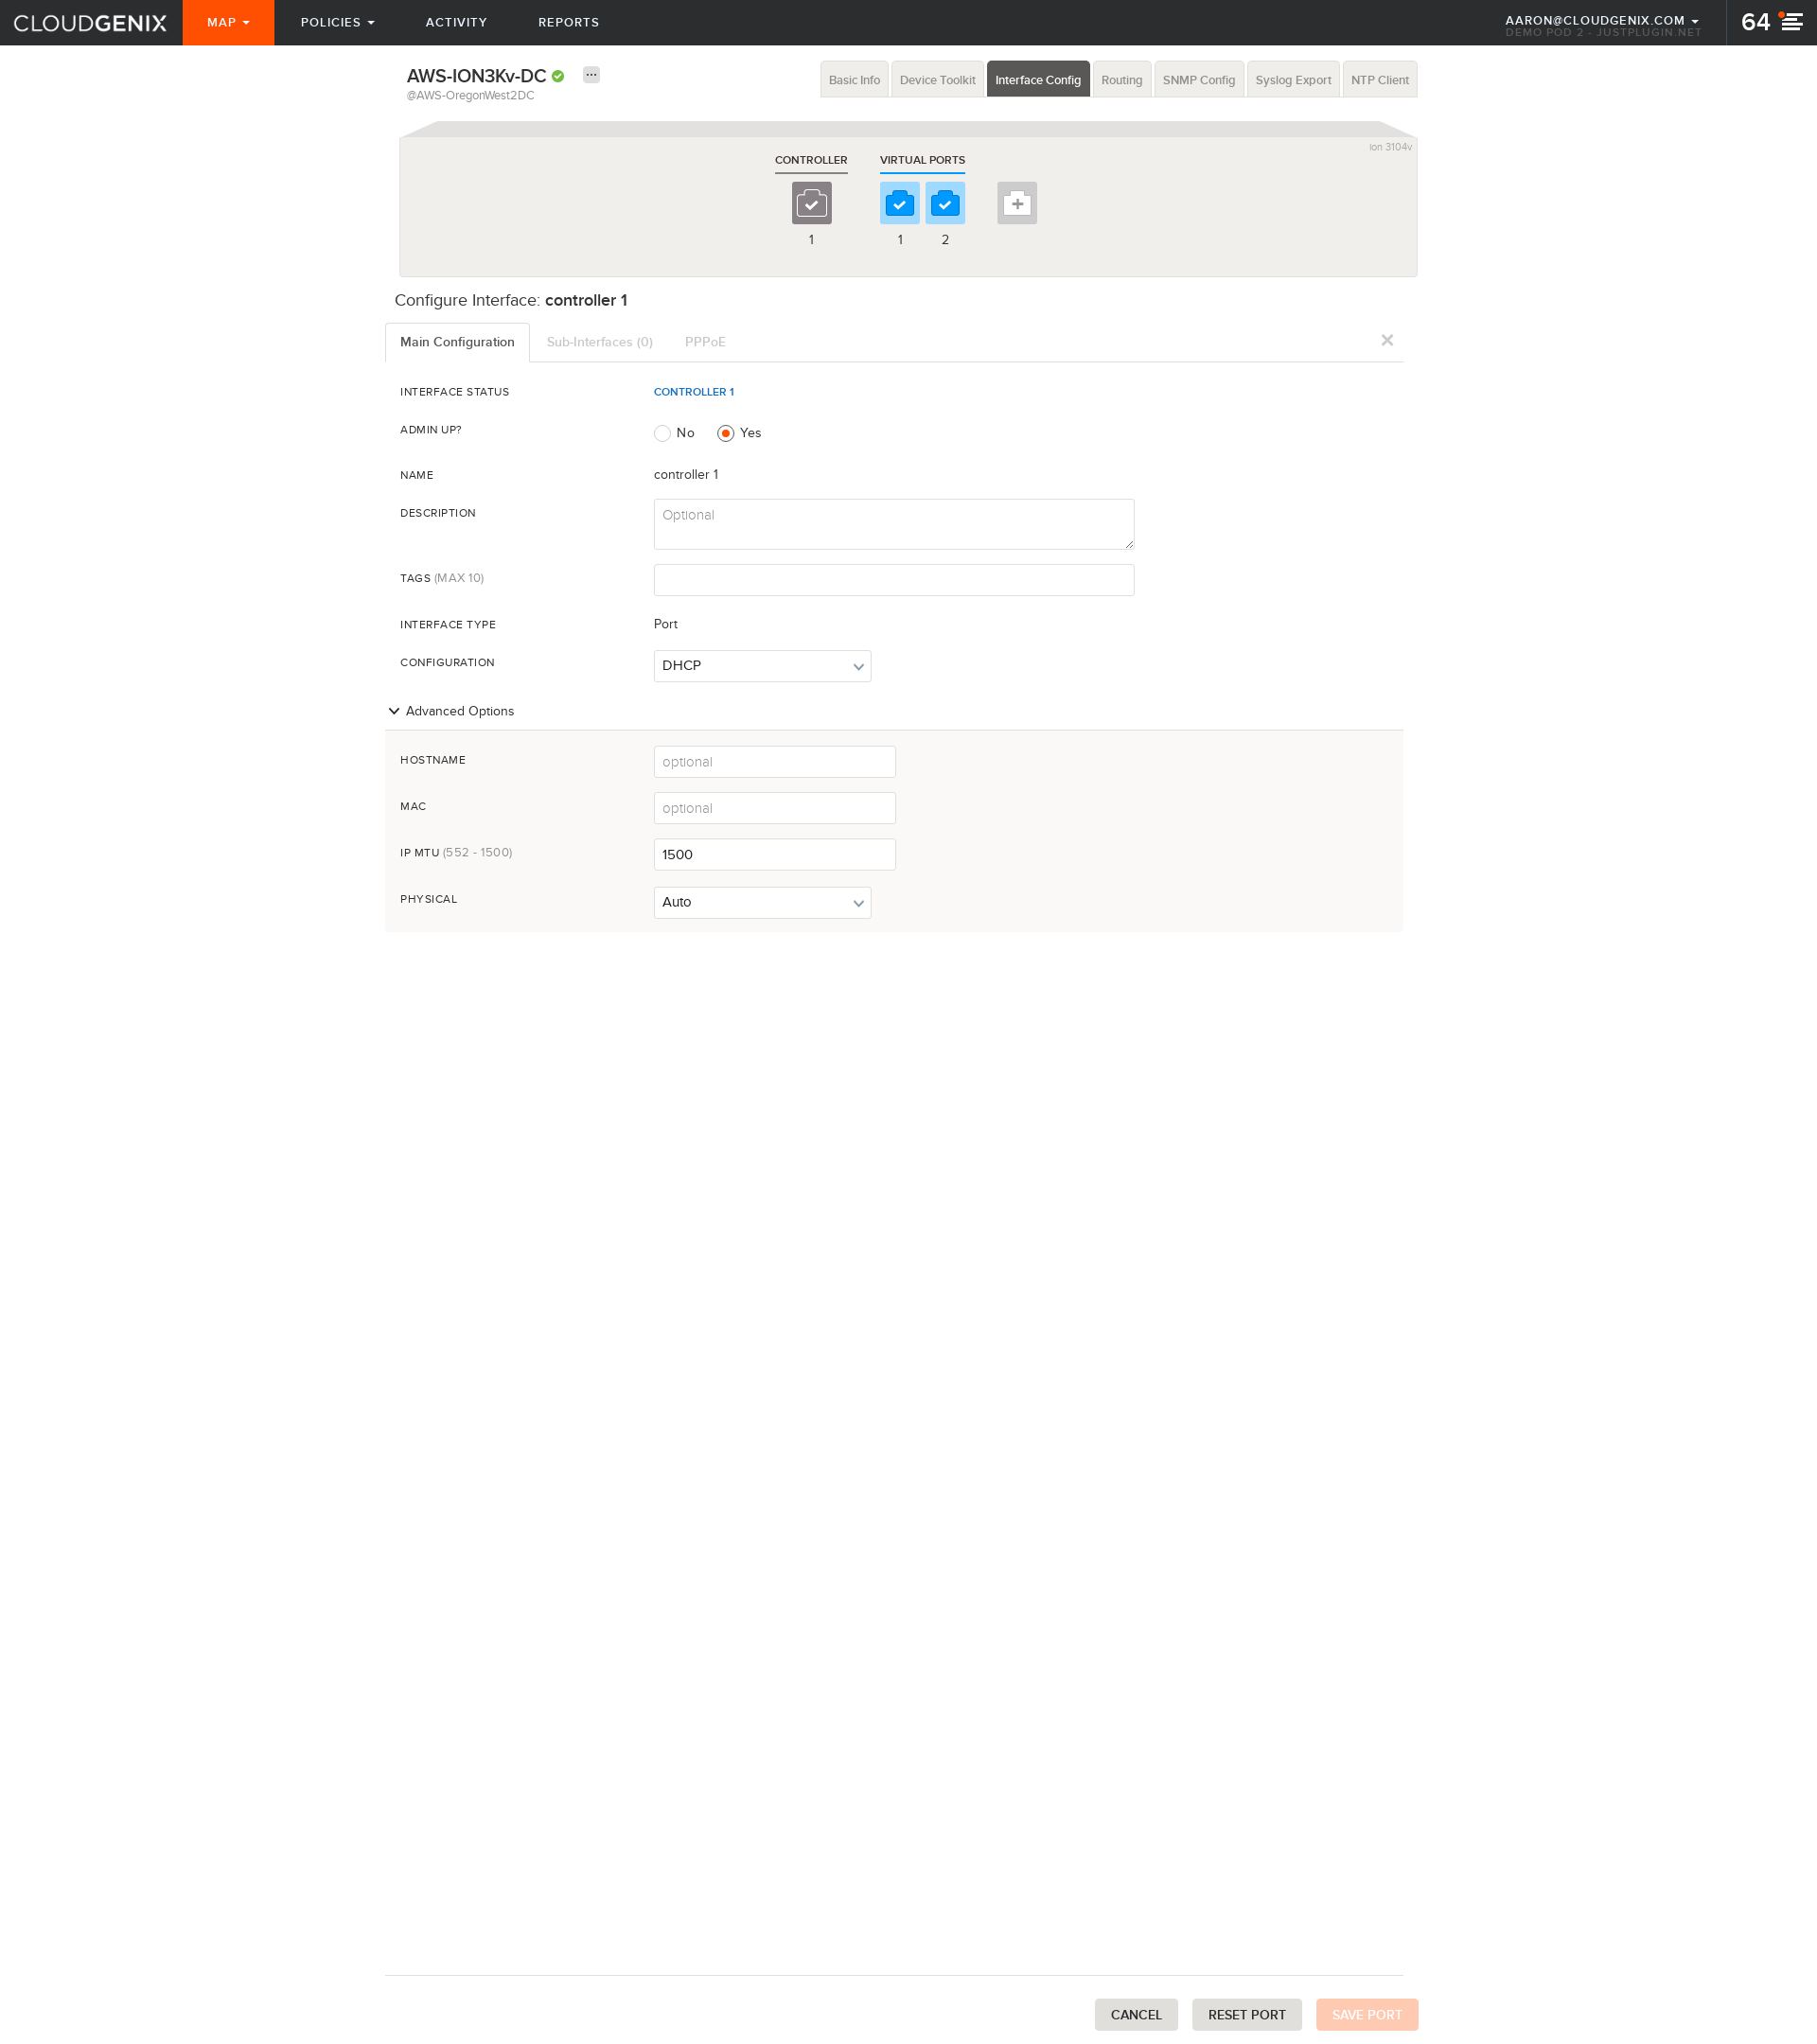 CLOUDGENIX MAP POLICIES ACTIVITY REPORTS AARON@CLOUDGENIX.COM 64
DEMO POD 2 - JUSTPLUGIN.NET
AWS-ION3Kv-DC
@AWS-OregonWest2DC
Basic Info Device Toolkit Interface Config Routing SNMP Config Syslog Export NTP Client
ion 3104v
CONTROLLER VIRTUAL PORTS
1 1 2
Configure Interface: controller 1
Main Configuration Sub-Interfaces (0) PPPoE
INTERFACE STATUS CONTROLLER 1
ADMIN UP? No Yes
NAME controller 1
DESCRIPTION Optional
TAGS (MAX 10)
INTERFACE TYPE Port
CONFIGURATION DHCP
Advanced Options
HOSTNAME optional
MAC optional
IP MTU (552 - 1500) 1500
PHYSICAL Auto
CANCEL RESET PORT SAVE PORT